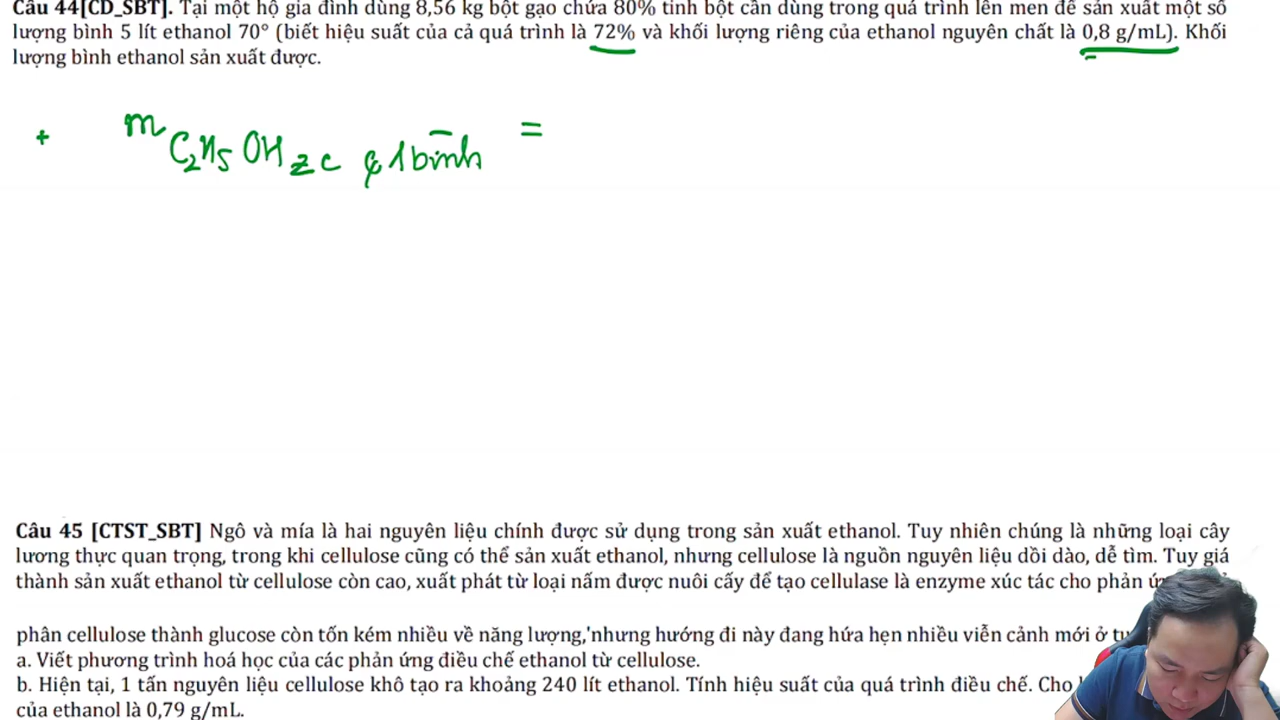 Câu 44[CD_SBT]. Tại một hộ gia đình dùng 8,56 kg bột gạo chứa 80% tinh bột cần dùng trong quá trình lên men để sản xuất một số
lượng bình 5 lít ethanol 70° (biết hiệu suất của cả quá trình là 72% và khối lượng riêng của ethanol nguyên chất là 0,8 g/mL). Khối
lượng bình ethanol sản xuất được.
+ m C₂H₅OH 1 bình =
Câu 45 [CTST_SBT] Ngô và mía là hai nguyên liệu chính được sử dụng trong sản xuất ethanol. Tuy nhiên chúng là những loại cây
lương thực quan trọng, trong khi cellulose cũng có thể sản xuất ethanol, nhưng cellulose là nguồn nguyên liệu dồi dào, dễ tìm. Tuy giá
thành sản xuất ethanol từ cellulose còn cao, xuất phát từ loại nấm được nuôi cấy để tạo cellulase là enzyme xúc tác cho phản
phân cellulose thành glucose còn tốn kém nhiều về năng lượng,'nhưng hướng đi này đang hứa hẹn nhiều viễn cảnh mới ở
a. Viết phương trình hoá học của các phản ứng điều chế ethanol từ cellulose.
b. Hiện tại, 1 tấn nguyên liệu cellulose khô tạo ra khoảng 240 lít ethanol. Tính hiệu suất của quá trình điều chế. Cho
của ethanol là 0,79 g/mL.